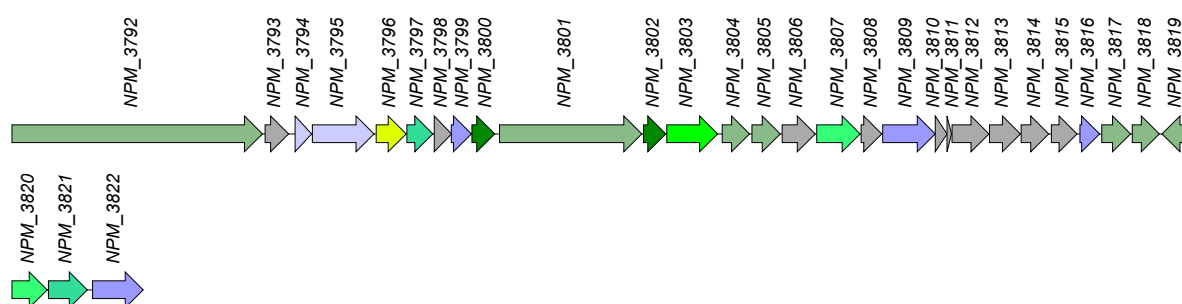 NPM_3792
NPM_3793
NPM_3794
NPM_3795
NPM_3796
NPM_3797
NPM_3798
NPM_3799
NPM_3800
NPM_3801
NPM_3802
NPM_3803
NPM_3804
NPM_3805
NPM_3806
NPM_3807
NPM_3808
NPM_3809
NPM_3810
NPM_3811
NPM_3812
NPM_3813
NPM_3814
NPM_3815
NPM_3816
NPM_3817
NPM_3818
NPM_3819
NPM_3820
NPM_3821
NPM_3822